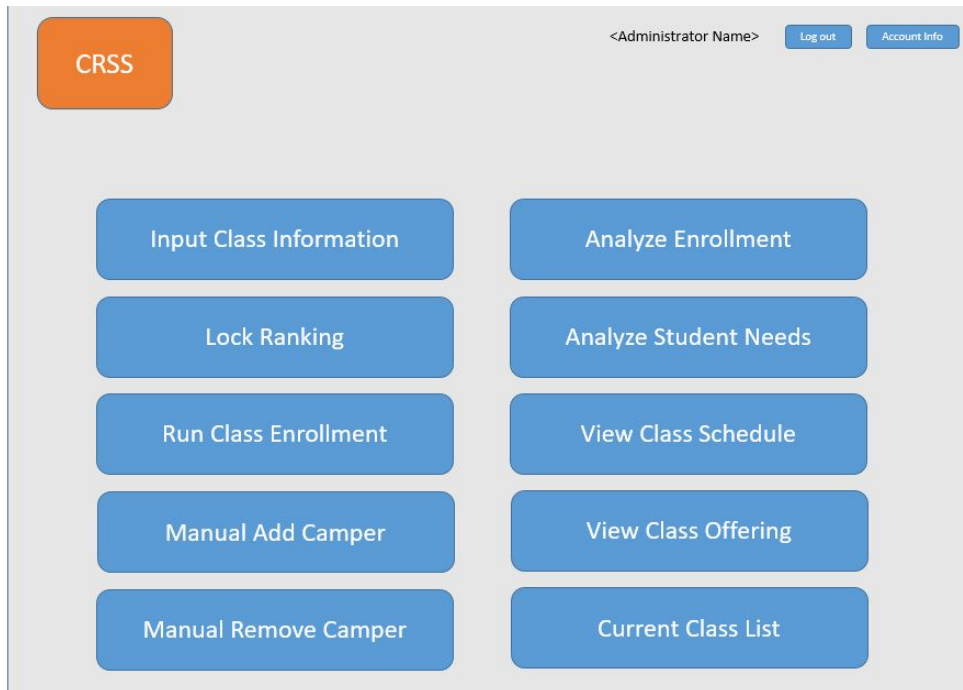 CRSS
<Administrator Name>
Log out
Account Info
Input Class Information
Analyze Enrollment
Lock Ranking
Analyze Student Needs
Run Class Enrollment
View Class Schedule
Manual Add Camper
View Class Offering
Manual Remove Camper
Current Class List